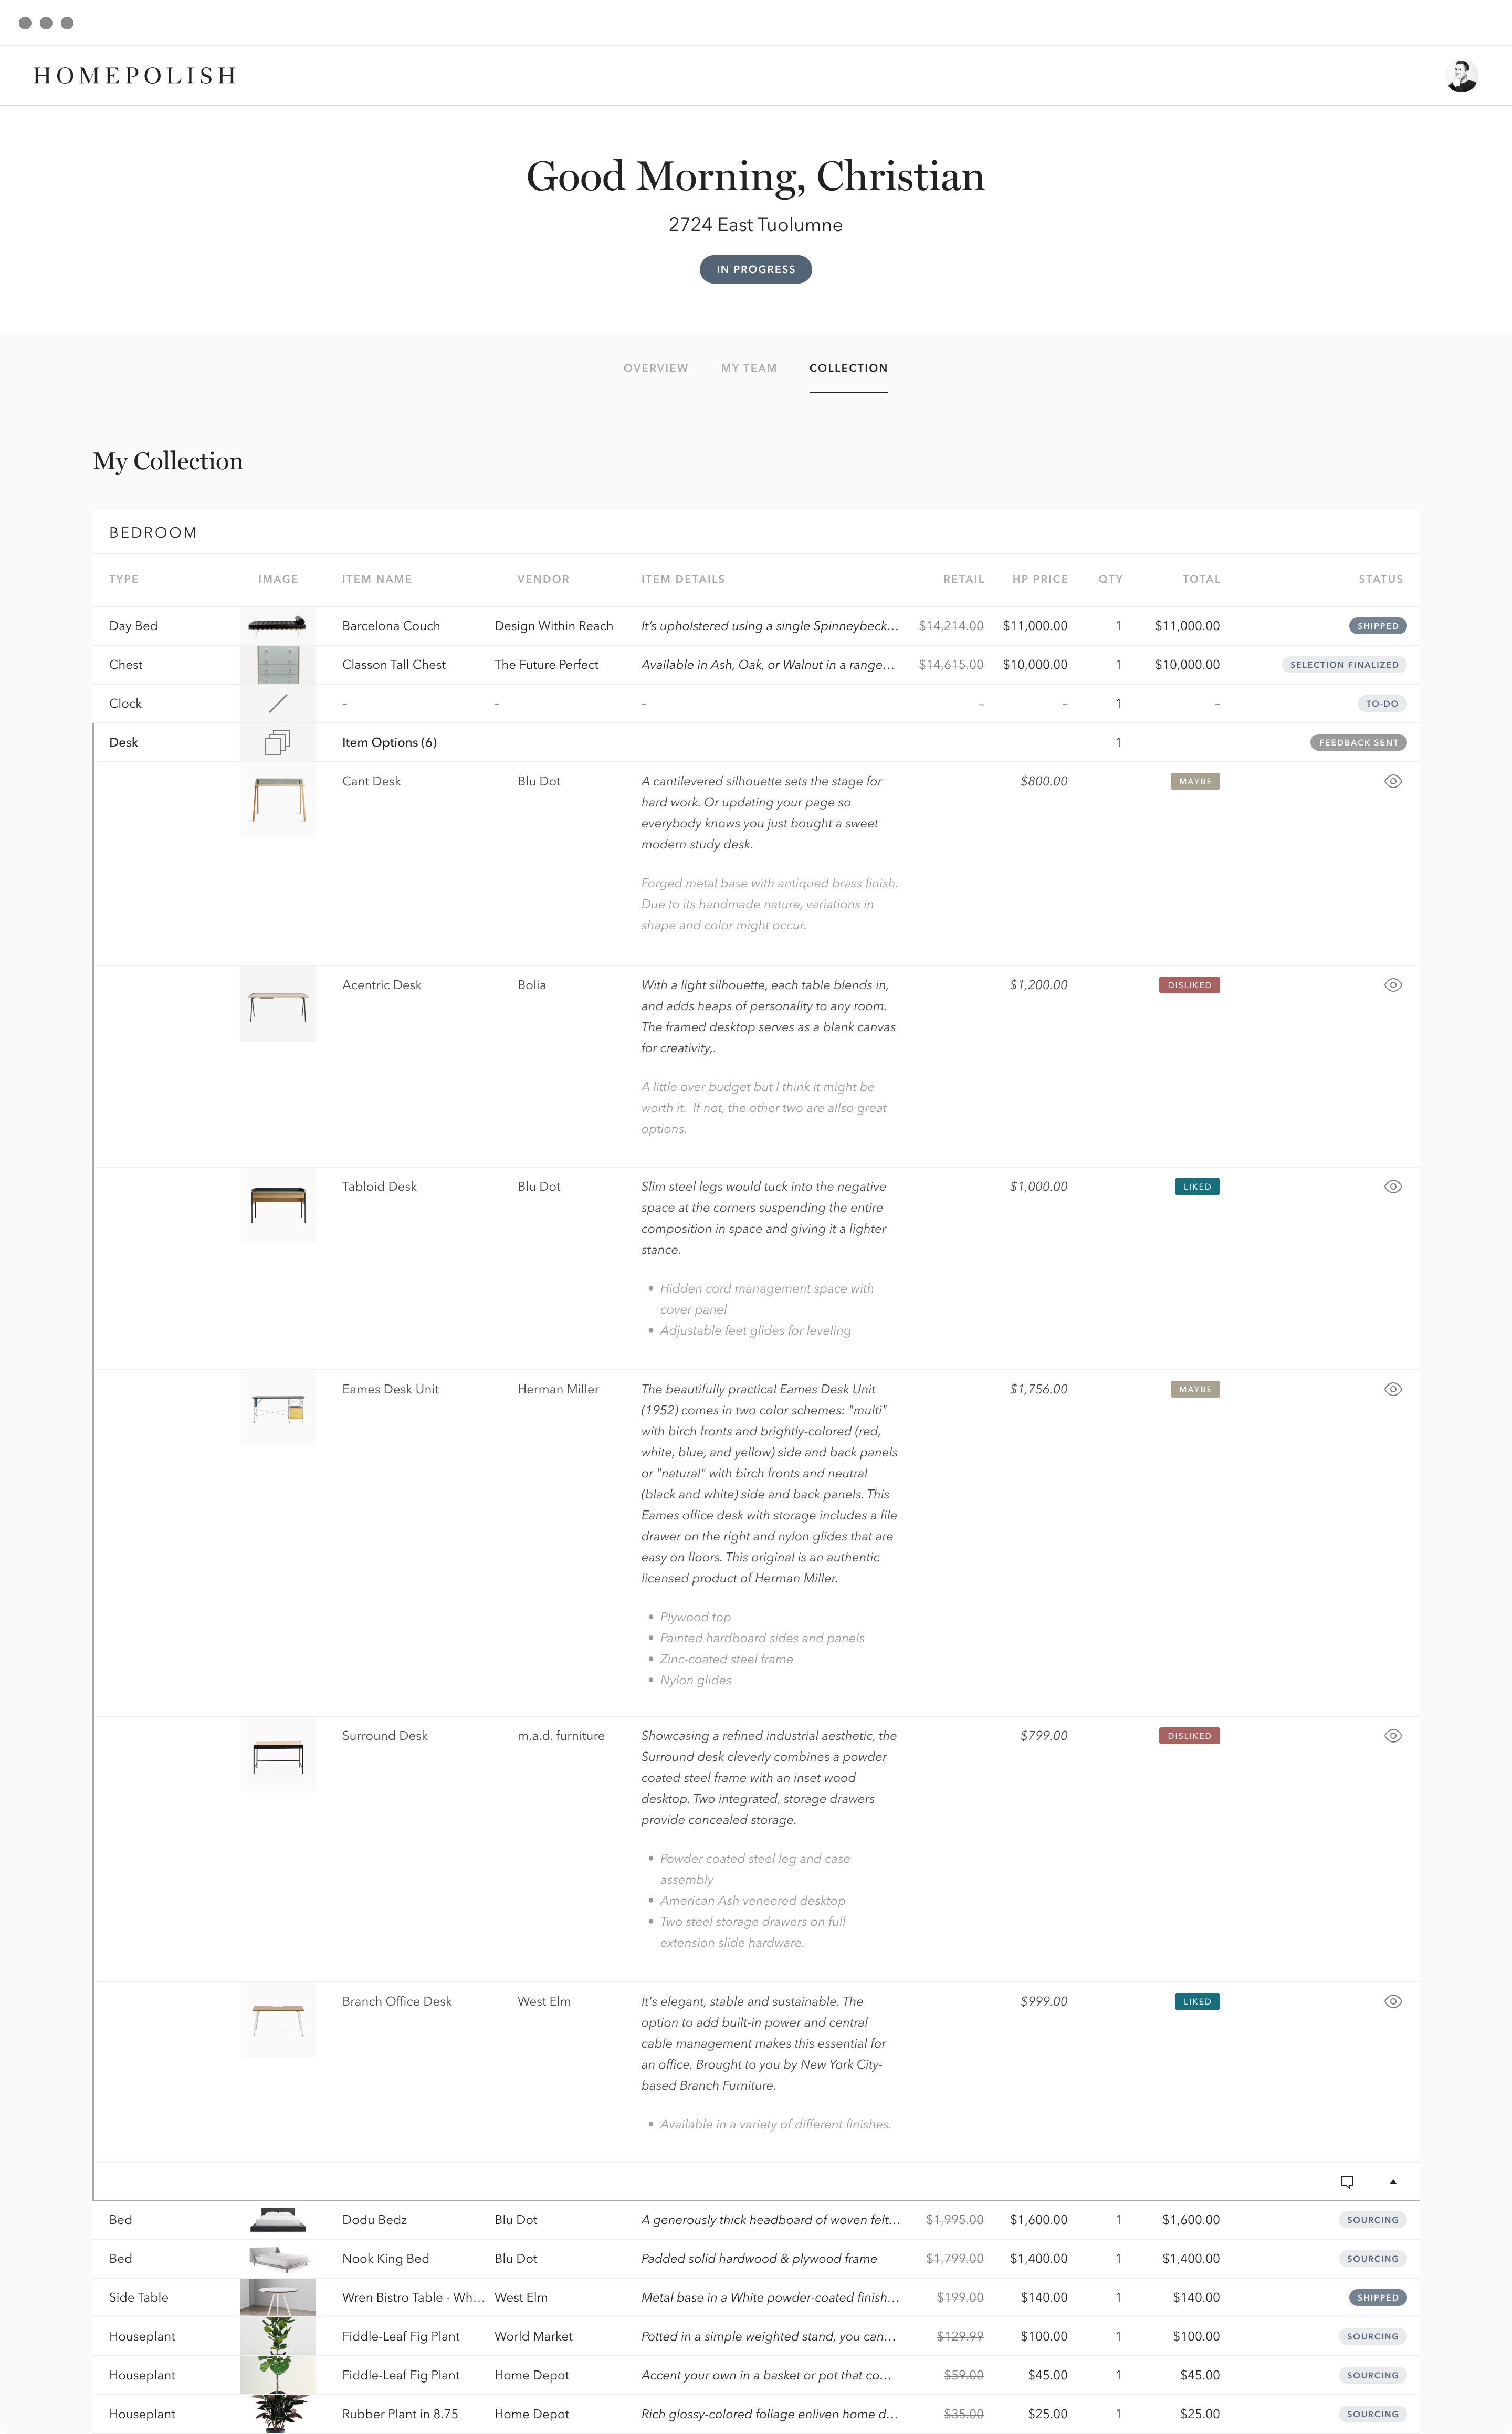 HOMEPOLISH
Good Morning, Christian
2724 East Tuolumne
IN PROGRESS
OVERVIEW MY TEAM COLLECTION
My Collection
BEDROOM
TYPE IMAGE ITEM NAME VENDOR ITEM DETAILS RETAIL HP PRICE QTY TOTAL STATUS
Day Bed Barcelona Couch Design Within Reach It's upholstered using a single Spinneybeck... $14,214.00 $11,000.00 1 $11,000.00 SHIPPED
Chest Classon Tall Chest The Future Perfect Available in Ash, Oak, or Walnut in a range... $14,615.00 $10,000.00 1 $10,000.00 SELECTION FINALIZED
Clock – – – – – 1 – TO-DO
Desk Item Options (6) 1 FEEDBACK SENT
Cant Desk Blu Dot A cantilevered silhouette sets the stage for $800.00 MAYBE
hard work. Or updating your page so
everybody knows you just bought a sweet
modern study desk.
Forged metal base with antiqued brass finish.
Due to its handmade nature, variations in
shape and color might occur.
Acentric Desk Bolia With a light silhouette, each table blends in, $1,200.00 DISLIKED
and adds heaps of personality to any room.
The framed desktop serves as a blank canvas
for creativity,.
A little over budget but I think it might be
worth it. If not, the other two are allso great
options.
Tabloid Desk Blu Dot Slim steel legs would tuck into the negative $1,000.00 LIKED
space at the corners suspending the entire
composition in space and giving it a lighter
stance.
• Hidden cord management space with
cover panel
• Adjustable feet glides for leveling
Eames Desk Unit Herman Miller The beautifully practical Eames Desk Unit $1,756.00 MAYBE
(1952) comes in two color schemes: "multi"
with birch fronts and brightly-colored (red,
white, blue, and yellow) side and back panels
or "natural" with birch fronts and neutral
(black and white) side and back panels. This
Eames office desk with storage includes a file
drawer on the right and nylon glides that are
easy on floors. This original is an authentic
licensed product of Herman Miller.
• Plywood top
• Painted hardboard sides and panels
• Zinc-coated steel frame
• Nylon glides
Surround Desk m.a.d. furniture Showcasing a refined industrial aesthetic, the $799.00 DISLIKED
Surround desk cleverly combines a powder
coated steel frame with an inset wood
desktop. Two integrated, storage drawers
provide concealed storage.
• Powder coated steel leg and case
assembly
• American Ash veneered desktop
• Two steel storage drawers on full
extension slide hardware.
Branch Office Desk West Elm It's elegant, stable and sustainable. The $999.00 LIKED
option to add built-in power and central
cable management makes this essential for
an office. Brought to you by New York City-
based Branch Furniture.
• Available in a variety of different finishes.
Bed Dodu Bedz Blu Dot A generously thick headboard of woven felt... $1,995.00 $1,600.00 1 $1,600.00 SOURCING
Bed Nook King Bed Blu Dot Padded solid hardwood & plywood frame $1,799.00 $1,400.00 1 $1,400.00 SOURCING
Side Table Wren Bistro Table - Wh... West Elm Metal base in a White powder-coated finish... $199.00 $140.00 1 $140.00 SHIPPED
Houseplant Fiddle-Leaf Fig Plant World Market Potted in a simple weighted stand, you can... $129.99 $100.00 1 $100.00 SOURCING
Houseplant Fiddle-Leaf Fig Plant Home Depot Accent your own in a basket or pot that co... $59.00 $45.00 1 $45.00 SOURCING
Houseplant Rubber Plant in 8.75 Home Depot Rich glossy-colored foliage enliven home d... $35.00 $25.00 1 $25.00 SOURCING